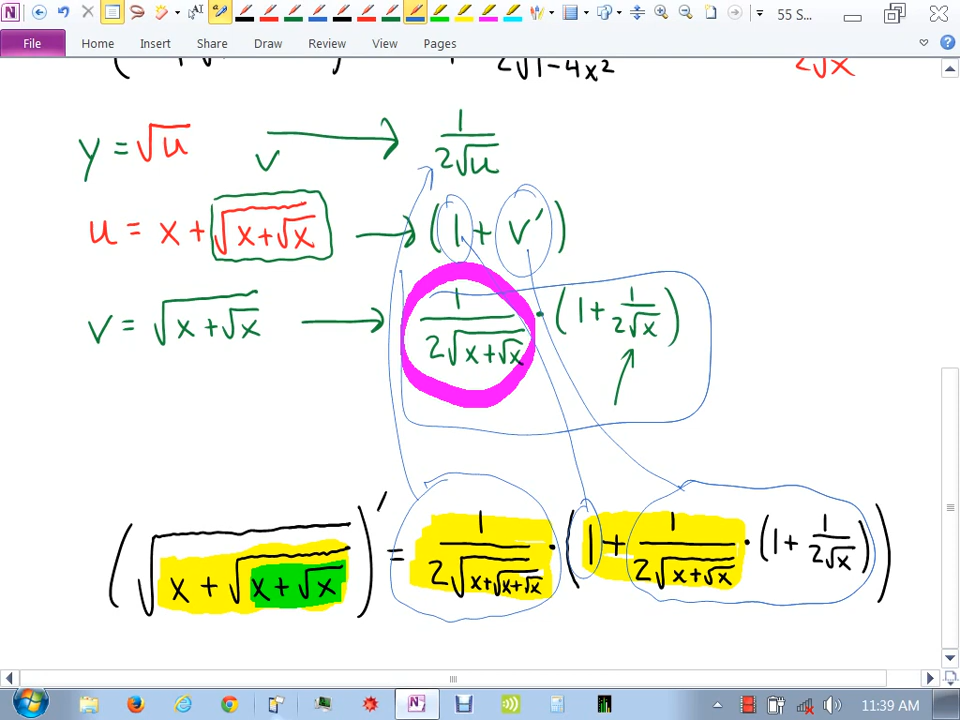 55 S...
File Home Insert Share Draw Review View Pages
2√1-4x² 2√x
y = √u v → 1/(2√u)
u = x + √(x+√x) → (1 + v')
v = √(x+√x) → 1/(2√(x+√x)) · (1 + 1/(2√x))
(√(x + √(x+√x)))' = 1/(2√(x+√(x+√x))) · (1 + 1/(2√(x+√x)) · (1 + 1/(2√x)))
11:39 AM